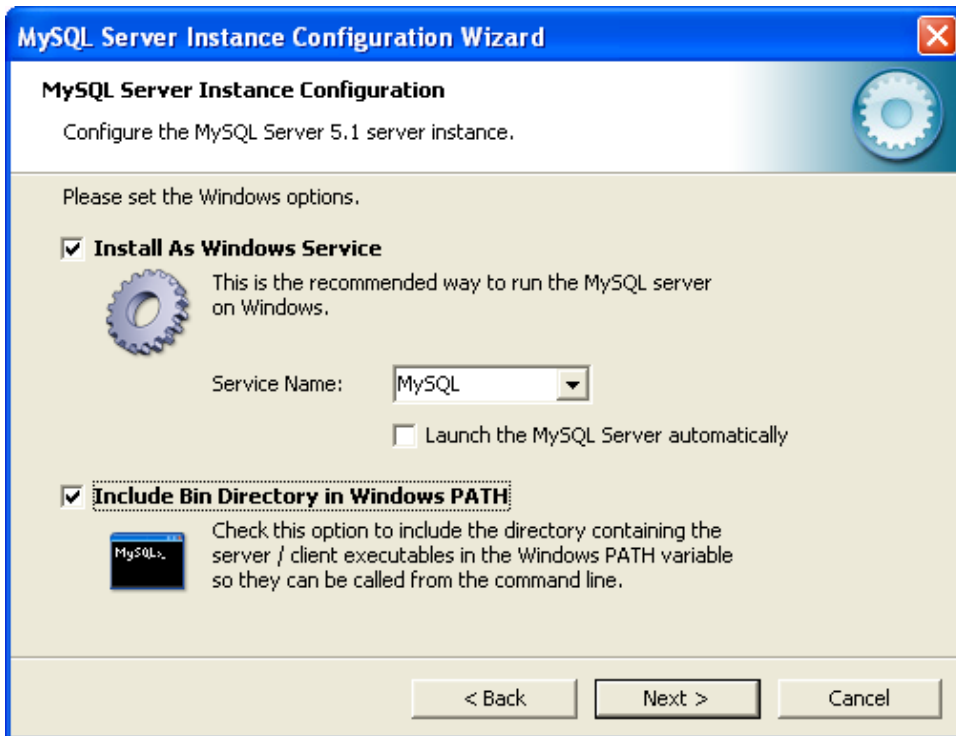 MySQL Server Instance Configuration Wizard
MySQL Server Instance Configuration
Configure the MySQL Server 5.1 server instance.
Please set the Windows options.
Install As Windows Service
This is the recommended way to run the MySQL server
on Windows.
Service Name: MySQL
Launch the MySQL Server automatically
Include Bin Directory in Windows PATH
MySQL>_
Check this option to include the directory containing the
server / client executables in the Windows PATH variable
so they can be called from the command line.
< Back Next > Cancel